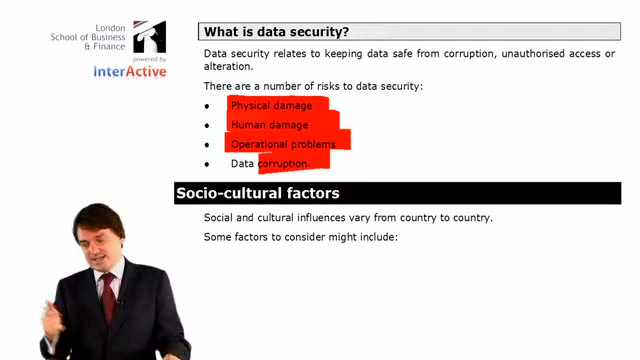 London
School of Business
& Finance
powered by
InterActive
What is data security?
Data security relates to keeping data safe from corruption, unauthorised access or
alteration.
There are a number of risks to data security:
● Physical damage
● Human damage
● Operational problems
● Data corruption.
Socio-cultural factors
Social and cultural influences vary from country to country.
Some factors to consider might include: